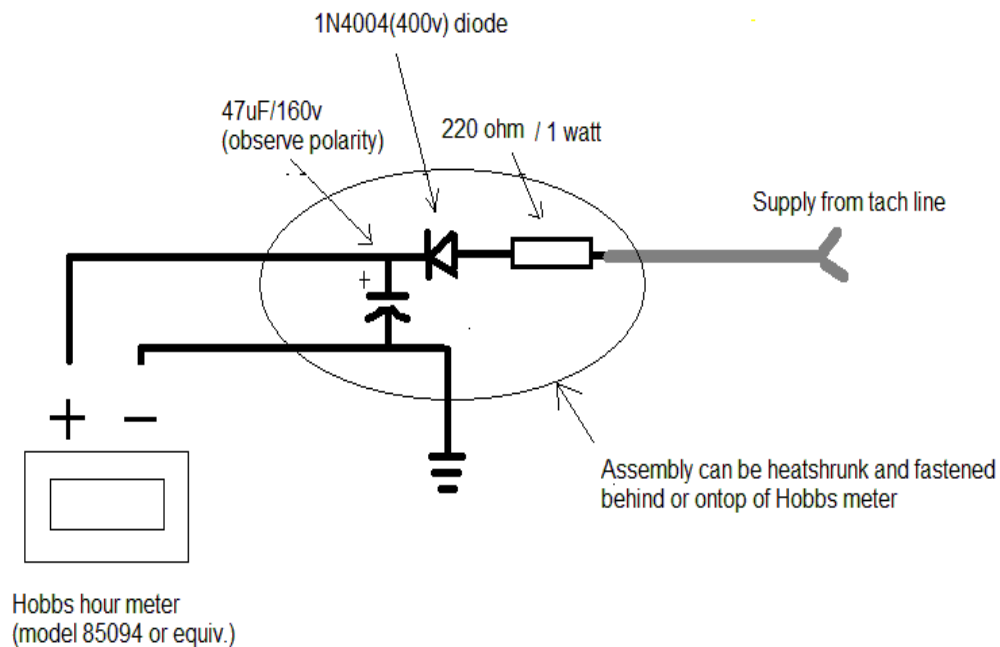 1N4004(400v) diode
47uF/160v
(observe polarity)
220 ohm / 1 watt
Supply from tach line
+
+ −
Assembly can be heatshrunk and fastened
behind or ontop of Hobbs meter
Hobbs hour meter
(model 85094 or equiv.)